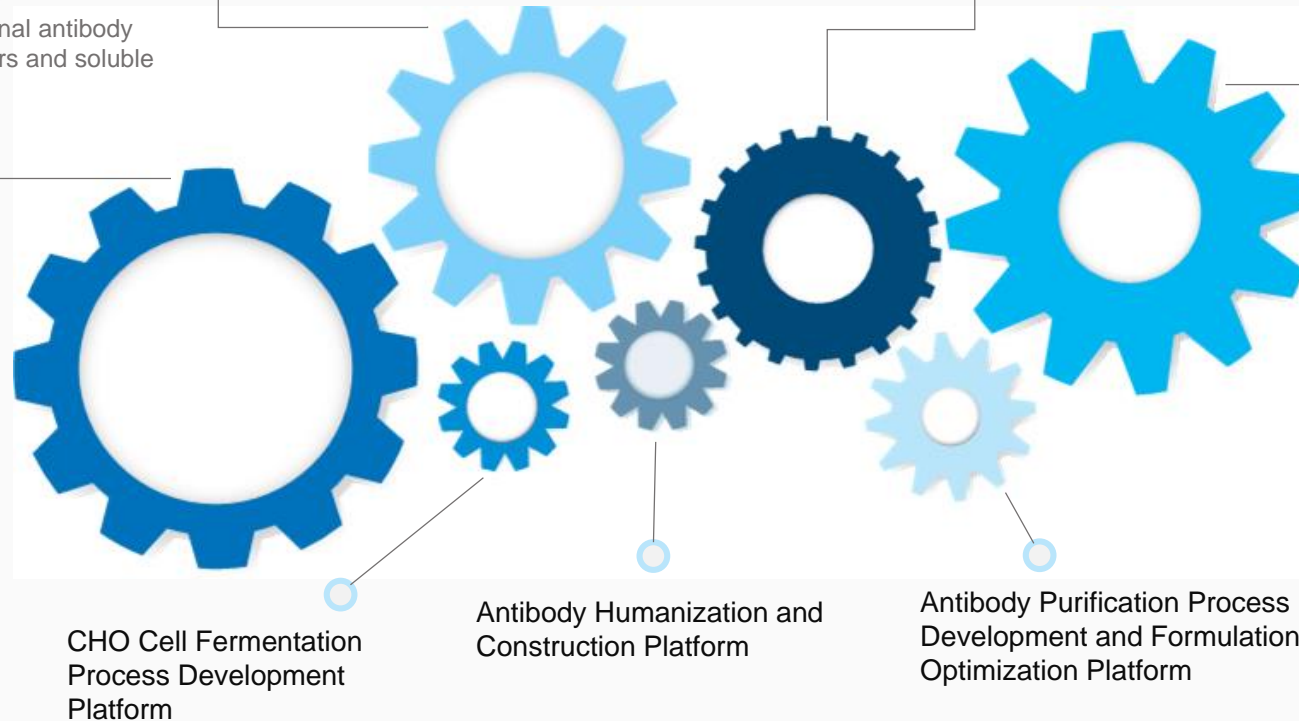 nal antibody
rs and soluble
CHO Cell Fermentation
Process Development
Platform
Antibody Humanization and
Construction Platform
Antibody Purification Process
Development and Formulation
Optimization Platform